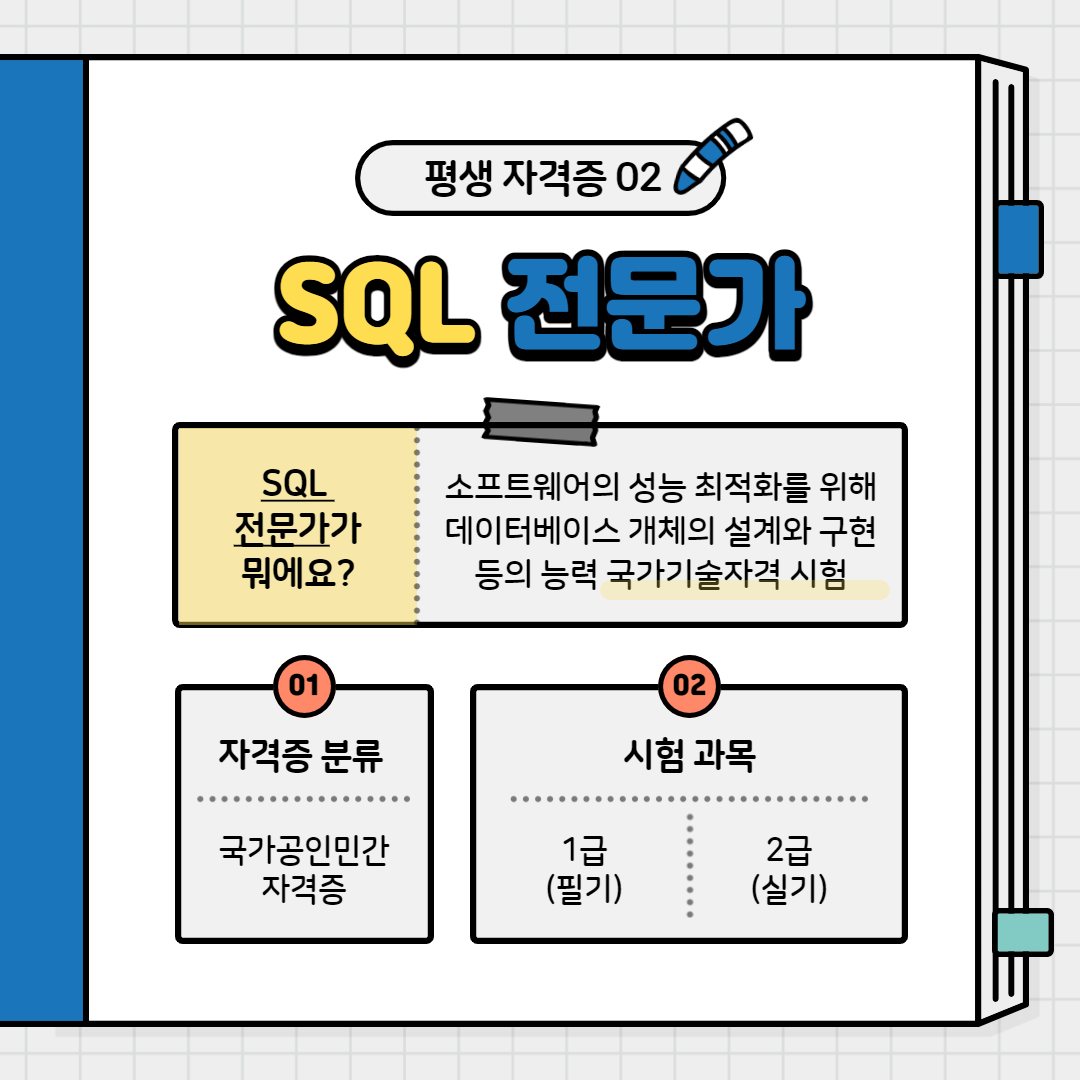 평생 자격증 02
SQL 전문가
SQL
전문가가
뭐에요?
소프트웨어의 성능 최적화를 위해
데이터베이스 개체의 설계와 구현
등의 능력 국가기술자격 시험
01
자격증 분류
국가공인민간
자격증
02
시험 과목
1급
(필기)
2급
(실기)